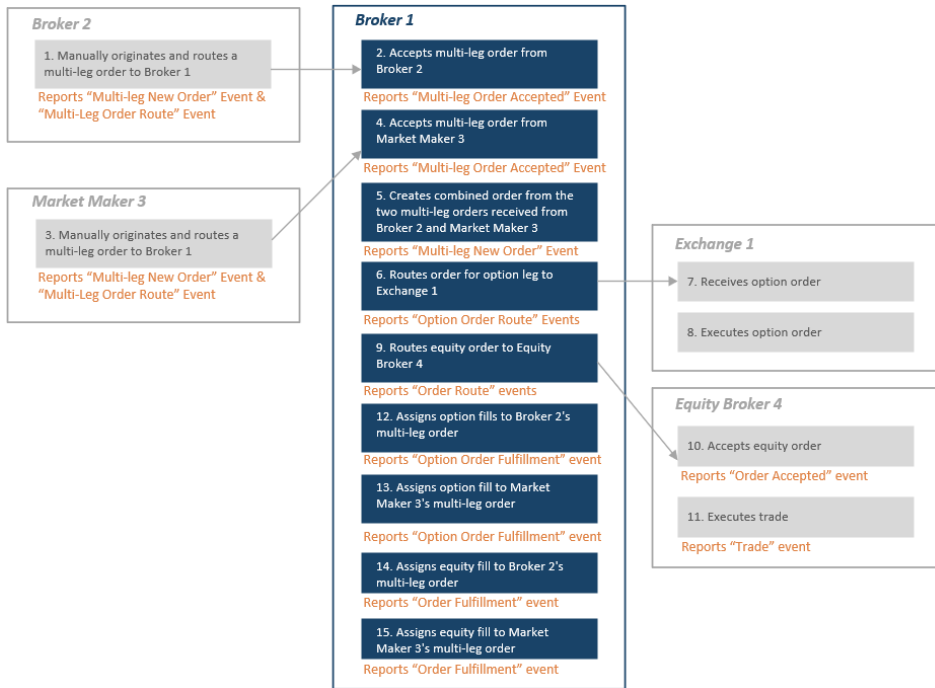 Broker 2
1. Manually originates and routes a
multi-leg order to Broker 1
Reports “Multi-leg New Order” Event &
“Multi-Leg Order Route” Event
Market Maker 3
3. Manually originates and routes a
multi-leg order to Broker 1
Reports “Multi-leg New Order” Event &
“Multi-Leg Order Route” Event
Broker 1
2. Accepts multi-leg order from
Broker 2
Reports “Multi-leg Order Accepted” Event
4. Accepts multi-leg order from
Market Maker 3
Reports “Multi-leg Order Accepted” Event
5. Creates combined order from the
two multi-leg orders received from
Broker 2 and Market Maker 3
Reports “Multi-leg New Order” Event
6. Routes order for option leg to
Exchange 1
Reports “Option Order Route” Events
9. Routes equity order to Equity
Broker 4
Reports “Order Route” events
12. Assigns option fills to Broker 2's
multi-leg order
Reports “Option Order Fulfillment” event
13. Assigns option fill to Market
Maker 3's multi-leg order
Reports “Option Order Fulfillment” event
14. Assigns equity fill to Broker 2's
multi-leg order
Reports “Order Fulfillment” event
15. Assigns equity fill to Market
Maker 3's multi-leg order
Reports “Order Fulfillment” event
Exchange 1
7. Receives option order
8. Executes option order
Equity Broker 4
10. Accepts equity order
Reports “Order Accepted” event
11. Executes trade
Reports “Trade” event